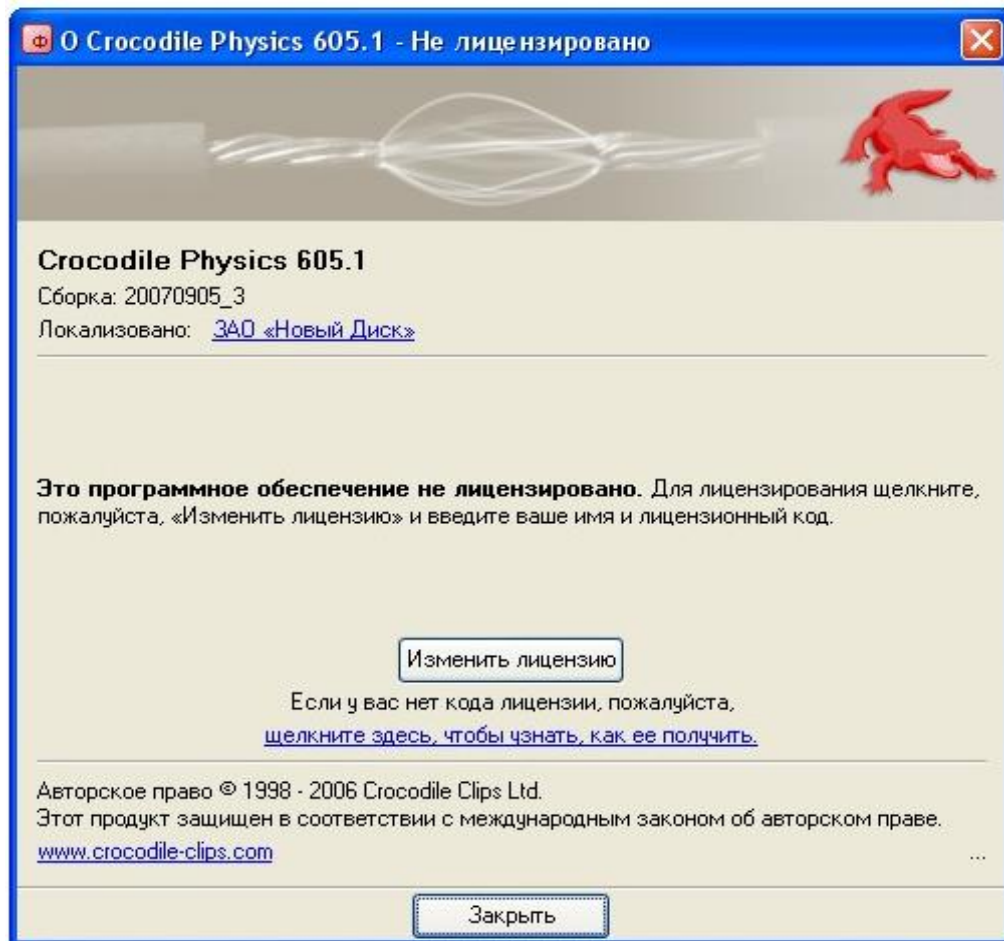 Ф О Crocodile Physics 605.1 - Не лицензировано
Crocodile Physics 605.1
Сборка: 20070905_3
Локализовано: ЗАО «Новый Диск»
Это программное обеспечение не лицензировано. Для лицензирования щелкните,
пожалуйста, «Изменить лицензию» и введите ваше имя и лицензионный код.
Изменить лицензию
Если у вас нет кода лицензии, пожалуйста,
щелкните здесь, чтобы узнать, как ее получить.
Авторское право © 1998 - 2006 Crocodile Clips Ltd.
Этот продукт защищен в соответствии с международным законом об авторском праве.
www.crocodile-clips.com ...
Закрыть